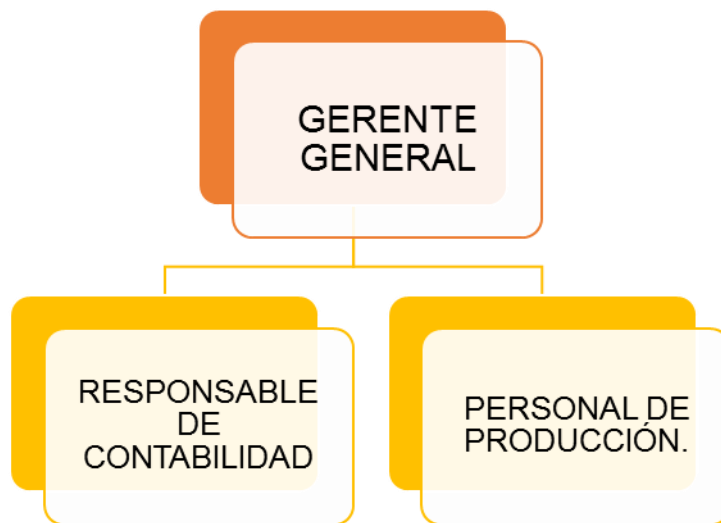 GERENTE
GENERAL
RESPONSABLE
DE
CONTABILIDAD
PERSONAL DE
PRODUCCIÓN.